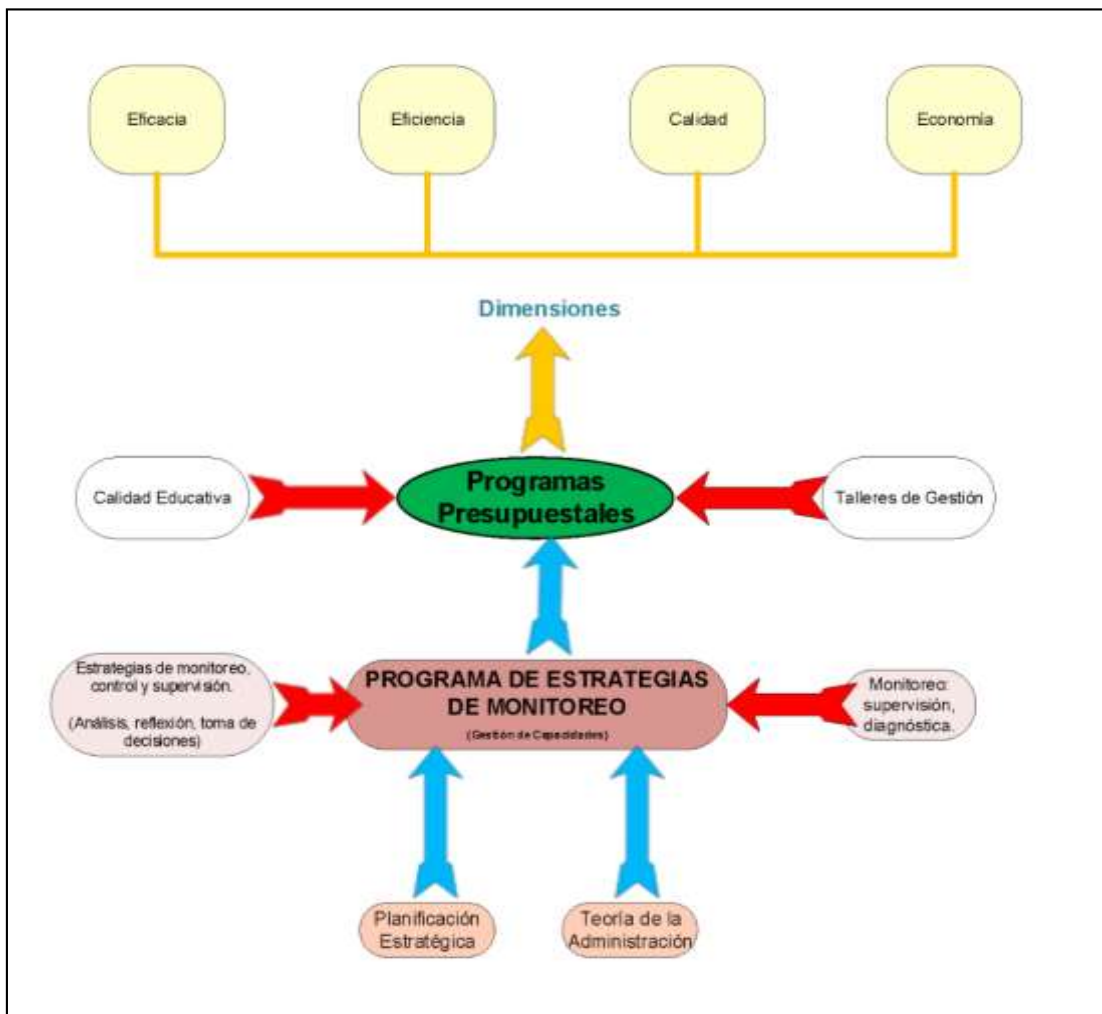 Eficacia
Eficiencia
Calidad
Economía
Dimensiones
Calidad Educativa
Programas
Presupuestales
Talleres de Gestión
Estrategias de monitoreo,
control y supervisión.
(Análisis, reflexión, toma de
decisiones)
PROGRAMA DE ESTRATEGIAS
DE MONITOREO
(Gestión de Capacidades)
Monitoreo:
supervisión,
diagnóstica.
Planificación
Estratégica
Teoría de la
Administración